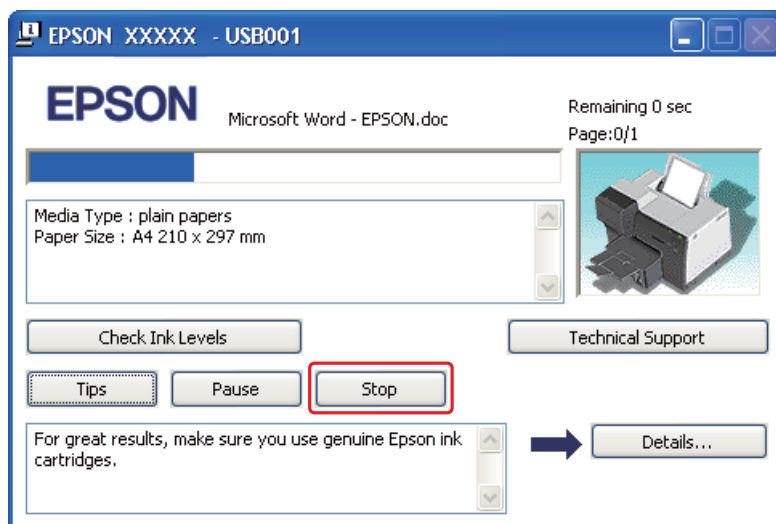 EPSON XXXXX - USB001
EPSON
Microsoft Word - EPSON.doc
Remaining 0 sec
Page:0/1
Media Type : plain papers
Paper Size : A4 210 x 297 mm
Check Ink Levels
Technical Support
Tips
Pause
Stop
For great results, make sure you use genuine Epson ink
cartridges.
Details...